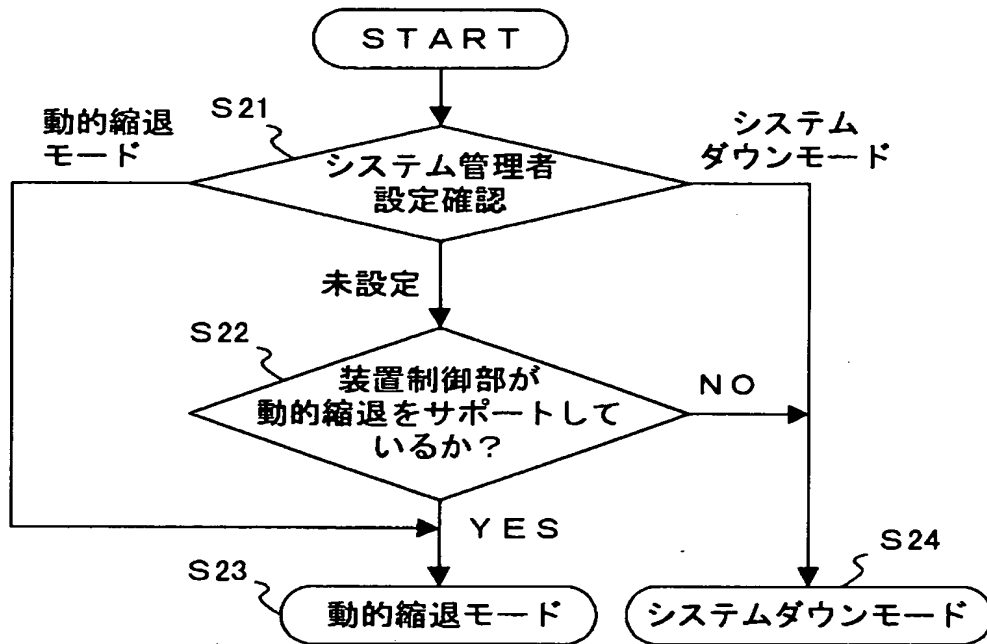 ＳＴＡＲＴ
S21
動的縮退
モード
システム
ダウンモード
システム管理者
設定確認
未設定
S22
装置制御部が
動的縮退をサポートして
いるか？
ＮＯ
ＹＥＳ
S23
動的縮退モード
S24
システムダウンモード